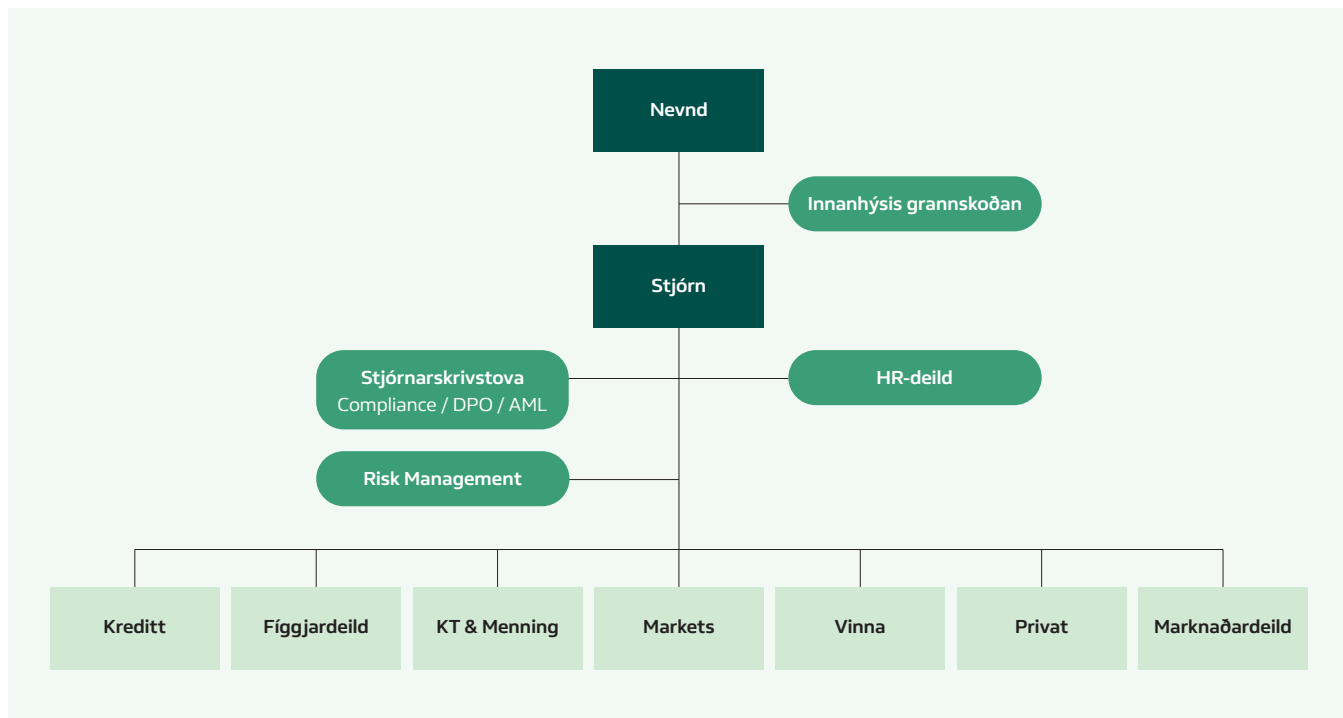 Nevnd
Innanhýsis grannskoðan
Stjórn
Stjórnarskrivstova
Compliance / DPO / AML
HR-deild
Risk Management
Kreditt
Fíggjardeild
KT & Menning
Markets
Vinna
Privat
Marknaðardeild